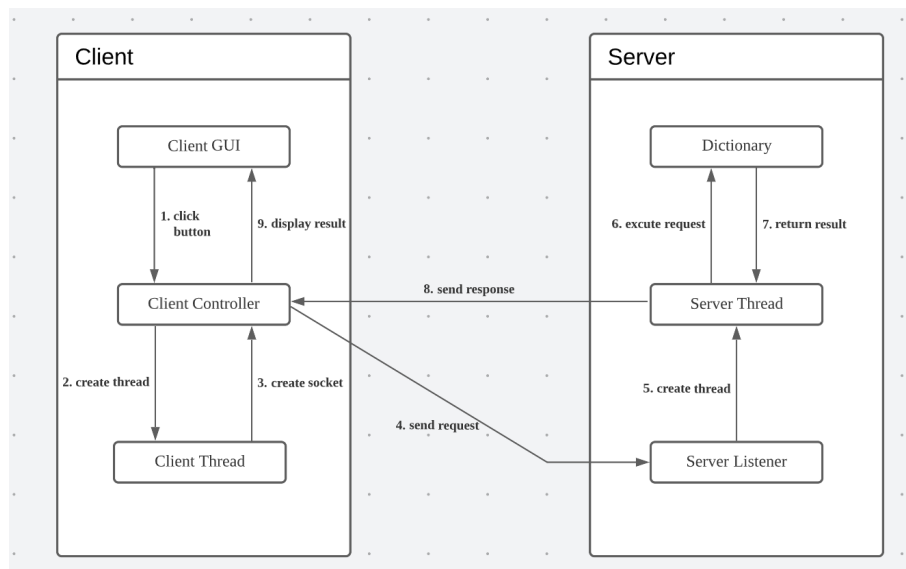 Client
Server
Client GUI
Dictionary
1. click
button
9. display result
6. excute request
7. return result
8. send response
Client Controller
Server Thread
2. create thread
3. create socket
5. create thread
4. send request
Client Thread
Server Listener